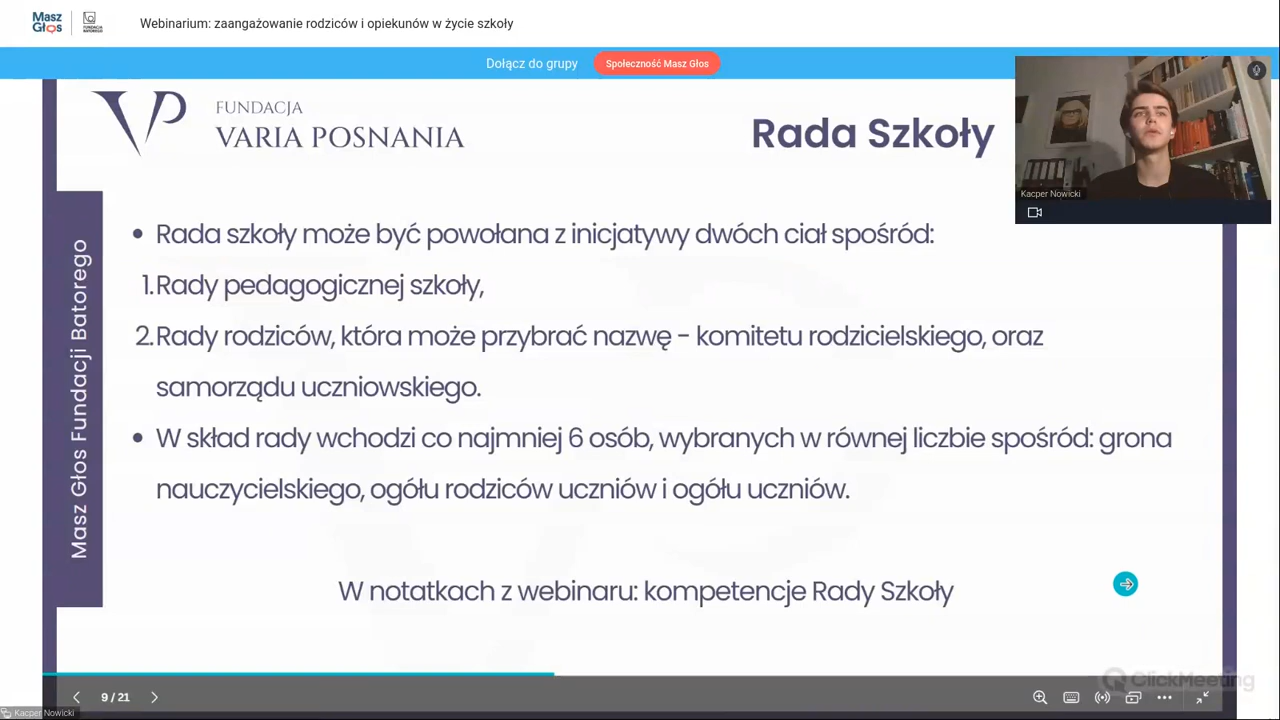 Masz Głos
FUNDACJA BATOREGO
Webinarium: zaangażowanie rodziców i opiekunów w życie szkoły
Dołącz do grupy
Społeczność Masz Głos
FUNDACJA
VARIA POSNANIA
Rada Szkoły
Kacper Nowicki
Masz Głos Fundacji Batorego
• Rada szkoły może być powołana z inicjatywy dwóch ciał spośród:
1. Rady pedagogicznej szkoły,
2. Rady rodziców, która może przybrać nazwę - komitetu rodzicielskiego, oraz
samorządu uczniowskiego.
• W skład rady wchodzi co najmniej 6 osób, wybranych w równej liczbie spośród: grona
nauczycielskiego, ogółu rodziców uczniów i ogółu uczniów.
W notatkach z webinaru: kompetencje Rady Szkoły
ClickMeeting
9 / 21
Kacper Nowicki